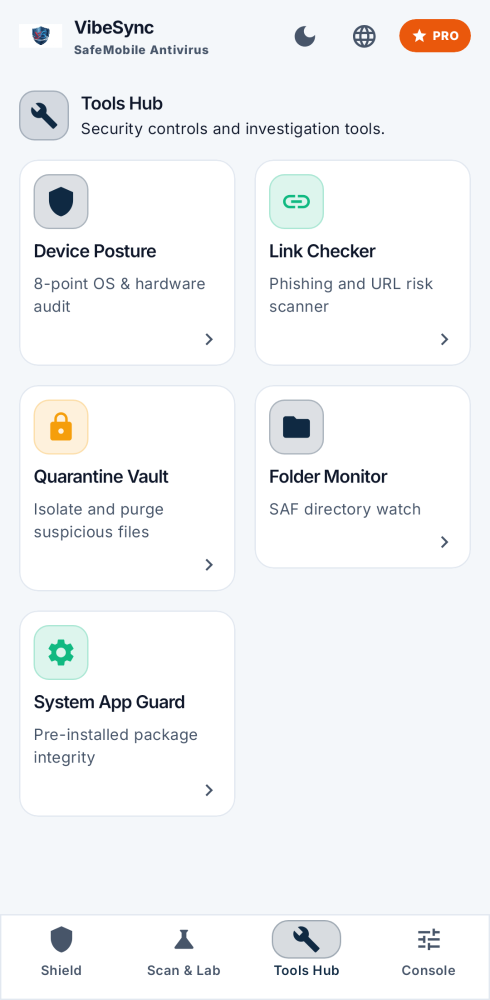 VibeSync
SafeMobile Antivirus
PRO
Tools Hub
Security controls and investigation tools.
Device Posture
8-point OS & hardware
audit
Link Checker
Phishing and URL risk
scanner
Quarantine Vault
Isolate and purge
suspicious files
Folder Monitor
SAF directory watch
System App Guard
Pre-installed package
integrity
Shield
Scan & Lab
Tools Hub
Console